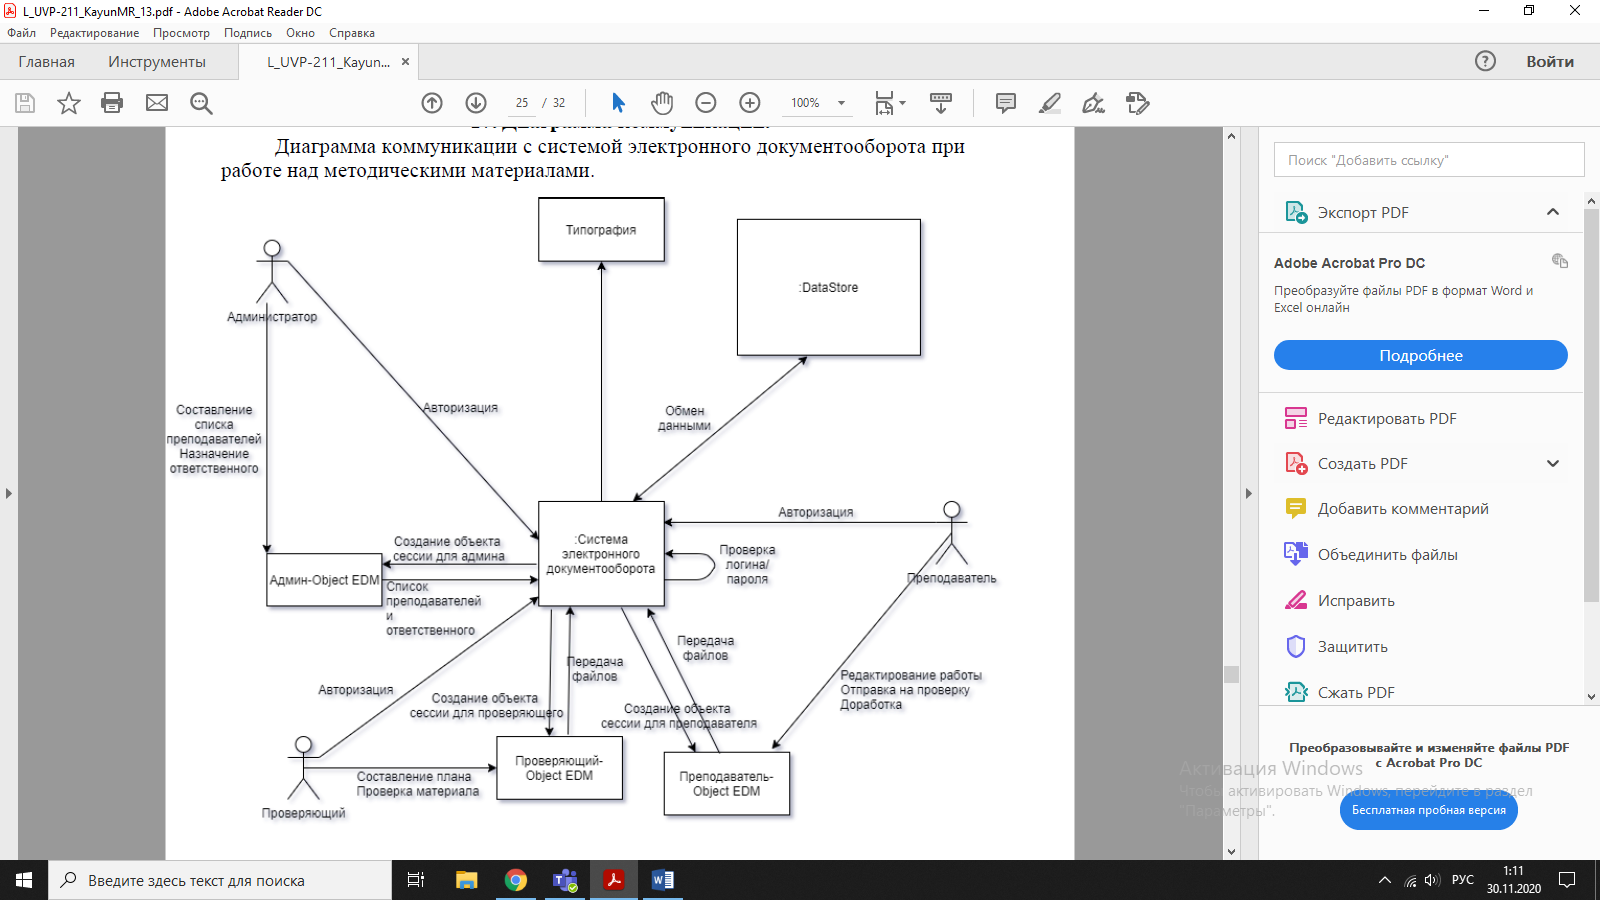 L_UVP-211_KayunMR_13.pdf - Adobe Acrobat Reader DC
Файл Редактирование Просмотр Подпись Окно Справка
Главная Инструменты L_UVP-211_Kayun... ×
Войти
25 / 32
100%
Диаграмма коммуникации с системой электронного документооборота при
работе над методическими материалами.
Типография
:DataStore
Администратор
Составление
списка
преподавателей
Назначение
ответственного
Авторизация
Обмен
данными
Авторизация
Преподаватель
:Система
электронного
документооборота
Проверка
логина/
пароля
Создание объекта
сессии для админа
Админ-Object EDM
Список
преподавателей
и
ответственного
Авторизация
Передача
файлов
Передача
файлов
Создание объекта
сессии для проверяющего
Создание объекта
сессии для преподавателя
Редактирование работы
Отправка на проверку
Доработка
Проверяющий
Составление плана
Проверка материала
Проверяющий-
Object EDM
Преподаватель-
Object EDM
Поиск "Добавить ссылку"
Экспорт PDF
Adobe Acrobat Pro DC
Преобразуйте файлы PDF в формат Word и
Excel онлайн
Подробнее
Редактировать PDF
Создать PDF
Добавить комментарий
Объединить файлы
Исправить
Защитить
Сжать PDF
Преобразовывайте и изменяйте файлы PDF
с Acrobat Pro DC
Бесплатная пробная версия
Активация Windows
Чтобы активировать Windows, перейдите в раздел
"Параметры".
Введите здесь текст для поиска
РУС
1:11
30.11.2020